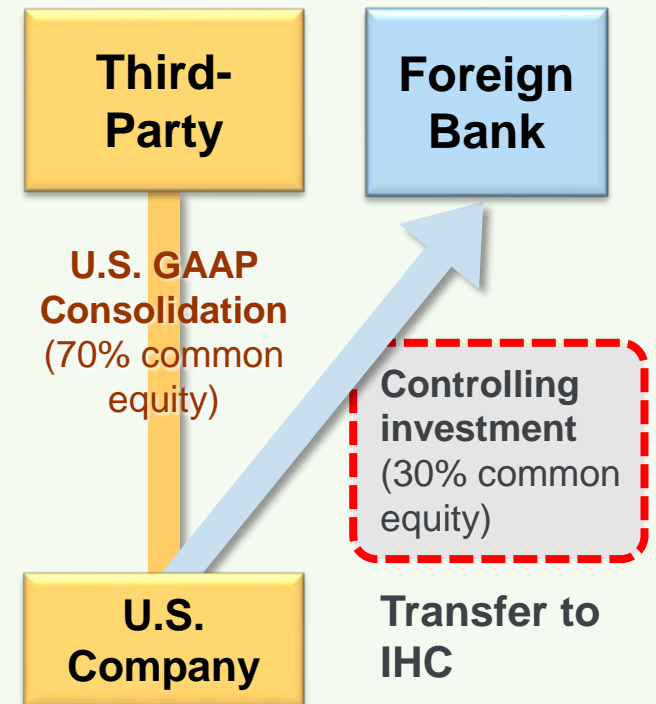 Third-
Party
Foreign
Bank
U.S. GAAP
Consolidation
(70% common
equity)
Controlling
investment
(30% common
equity)
U.S.
Company
Transfer to
IHC